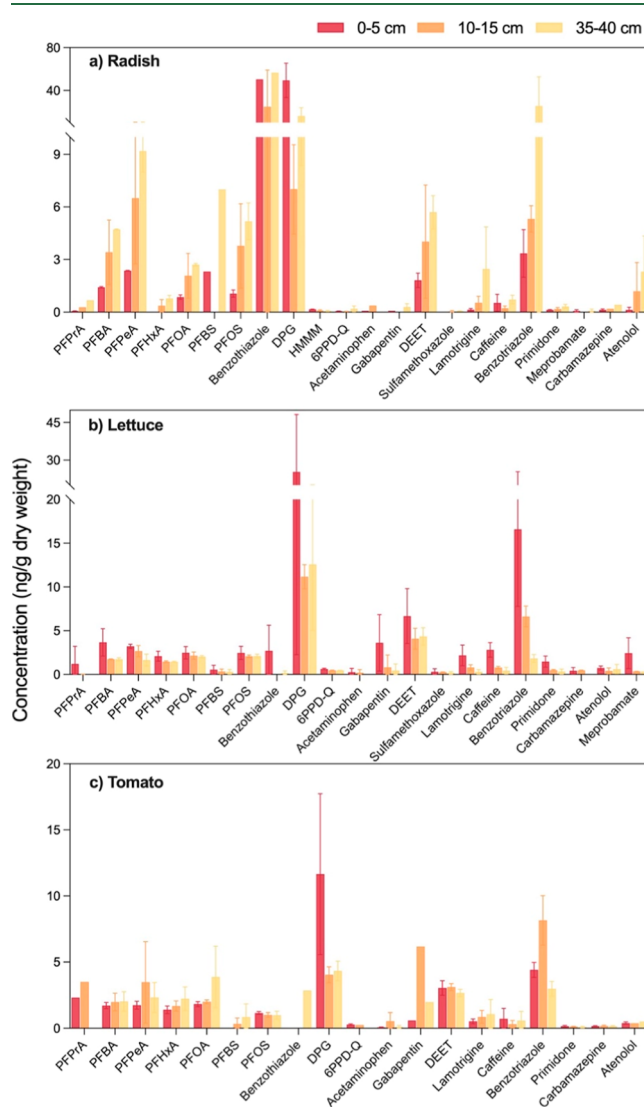 0-5 cm 10-15 cm 35-40 cm
a) Radish
80
40
9
6
3
0
PFPrA PFBA PFPeA PFHxA PFOA PFBS PFOS Benzothiazole DPG HMMM 6PPD-Q Acetaminophen Gabapentin DEET Sulfamethoxazole Lamotrigine Caffeine Benzotriazole Primidone Meprobamate Carbamazepine Atenolol
Concentration (ng/g dry weight)
b) Lettuce
45
30
20
15
10
5
0
PFPrA PFBA PFPeA PFHxA PFOA PFBS PFOS Benzothiazole DPG 6PPD-Q Acetaminophen Gabapentin DEET Sulfamethoxazole Lamotrigine Caffeine Benzotriazole Primidone Carbamazepine Atenolol Meprobamate
c) Tomato
20
15
10
5
0
PFPrA PFBA PFPeA PFHxA PFOA PFBS PFOS Benzothiazole DPG 6PPD-Q Acetaminophen Gabapentin DEET Lamotrigine Caffeine Benzotriazole Primidone Carbamazepine Atenolol